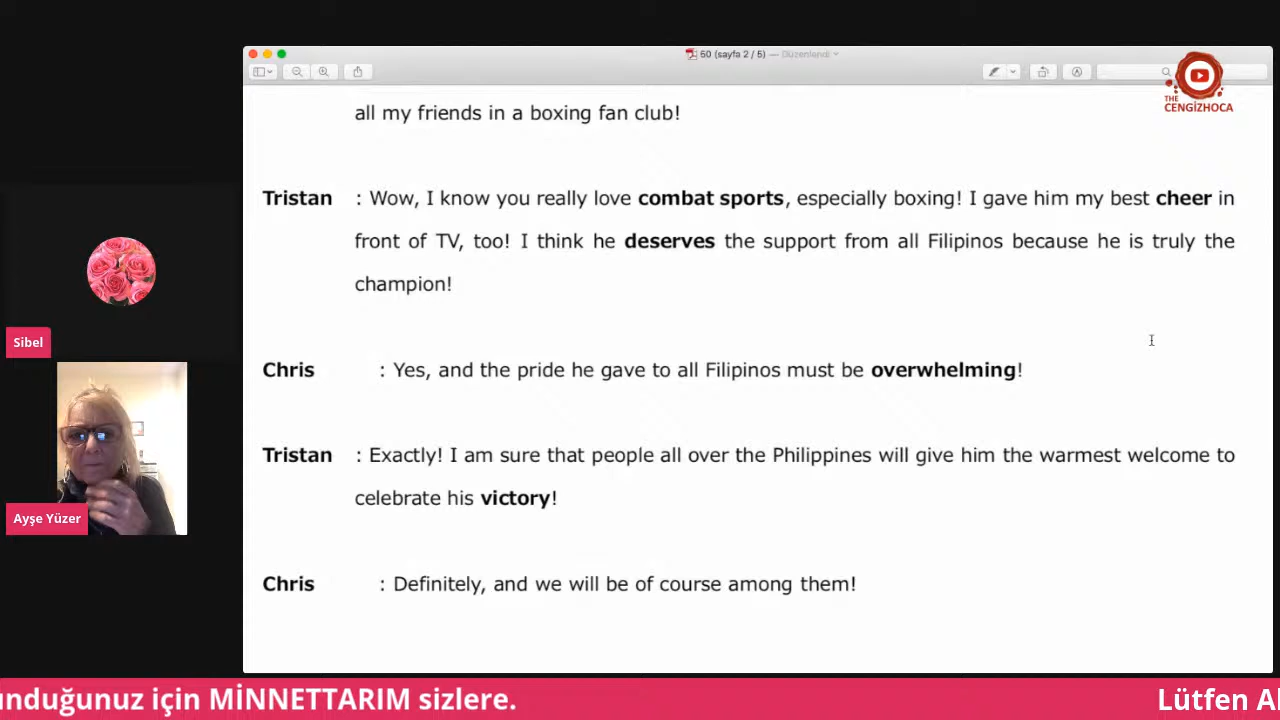 50 (sayfa 2 / 5) — Düzenlendi
THE
CENGİZHOCA
all my friends in a boxing fan club!
Tristan : Wow, I know you really love combat sports, especially boxing! I gave him my best cheer in
front of TV, too! I think he deserves the support from all Filipinos because he is truly the
champion!
Sibel
Chris : Yes, and the pride he gave to all Filipinos must be overwhelming!
Tristan : Exactly! I am sure that people all over the Philippines will give him the warmest welcome to
celebrate his victory!
Ayşe Yüzer
Chris : Definitely, and we will be of course among them!
için MİNNETTARIM sizlere. Lütfen